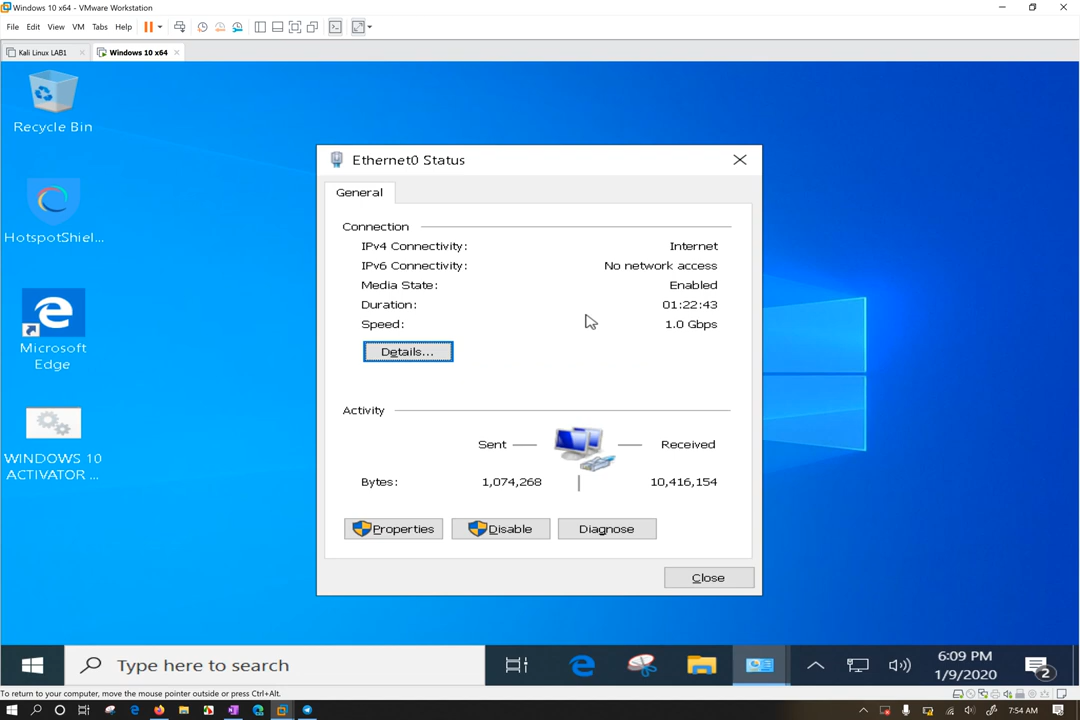 Windows 10 x64 - VMware Workstation
File Edit View VM Tabs Help
Kali Linux LAB1
Windows 10 x64
Recycle Bin
HotspotShiel...
Microsoft
Edge
WINDOWS 10
ACTIVATOR ...
Ethernet0 Status
General
Connection
IPv4 Connectivity: Internet
IPv6 Connectivity: No network access
Media State: Enabled
Duration: 01:22:43
Speed: 1.0 Gbps
Details...
Activity
Sent Received
Bytes: 1,074,268 10,416,154
Properties Disable Diagnose
Close
Type here to search
6:09 PM
1/9/2020
2
To return to your computer, move the mouse pointer outside or press Ctrl+Alt.
7:54 AM